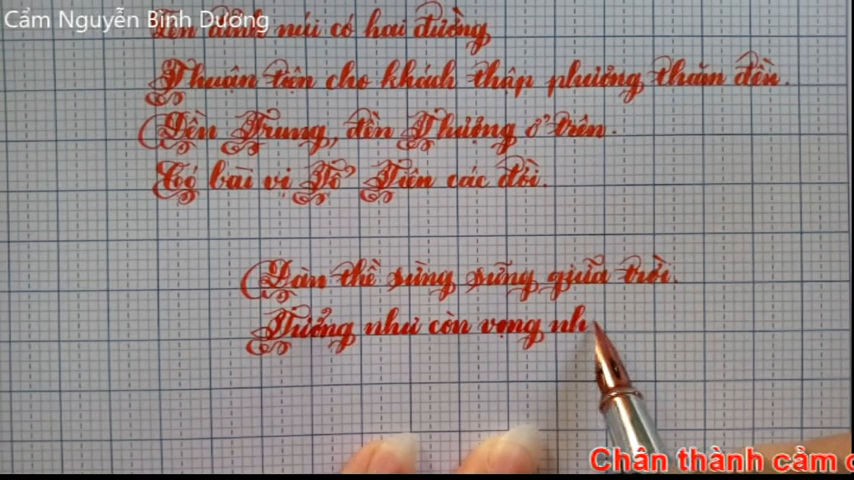 Cẩm Nguyễn Bình Dương
Lên đỉnh núi có hai đường
Thuận tiện cho khách thập phương thăm đền.
Đền Trung, đền Thượng ở trên.
Có bài vị Tổ Tiên các đời.
Đàn thề sừng sững giữa trời.
Tưởng như còn vọng nh
Chân thành cảm